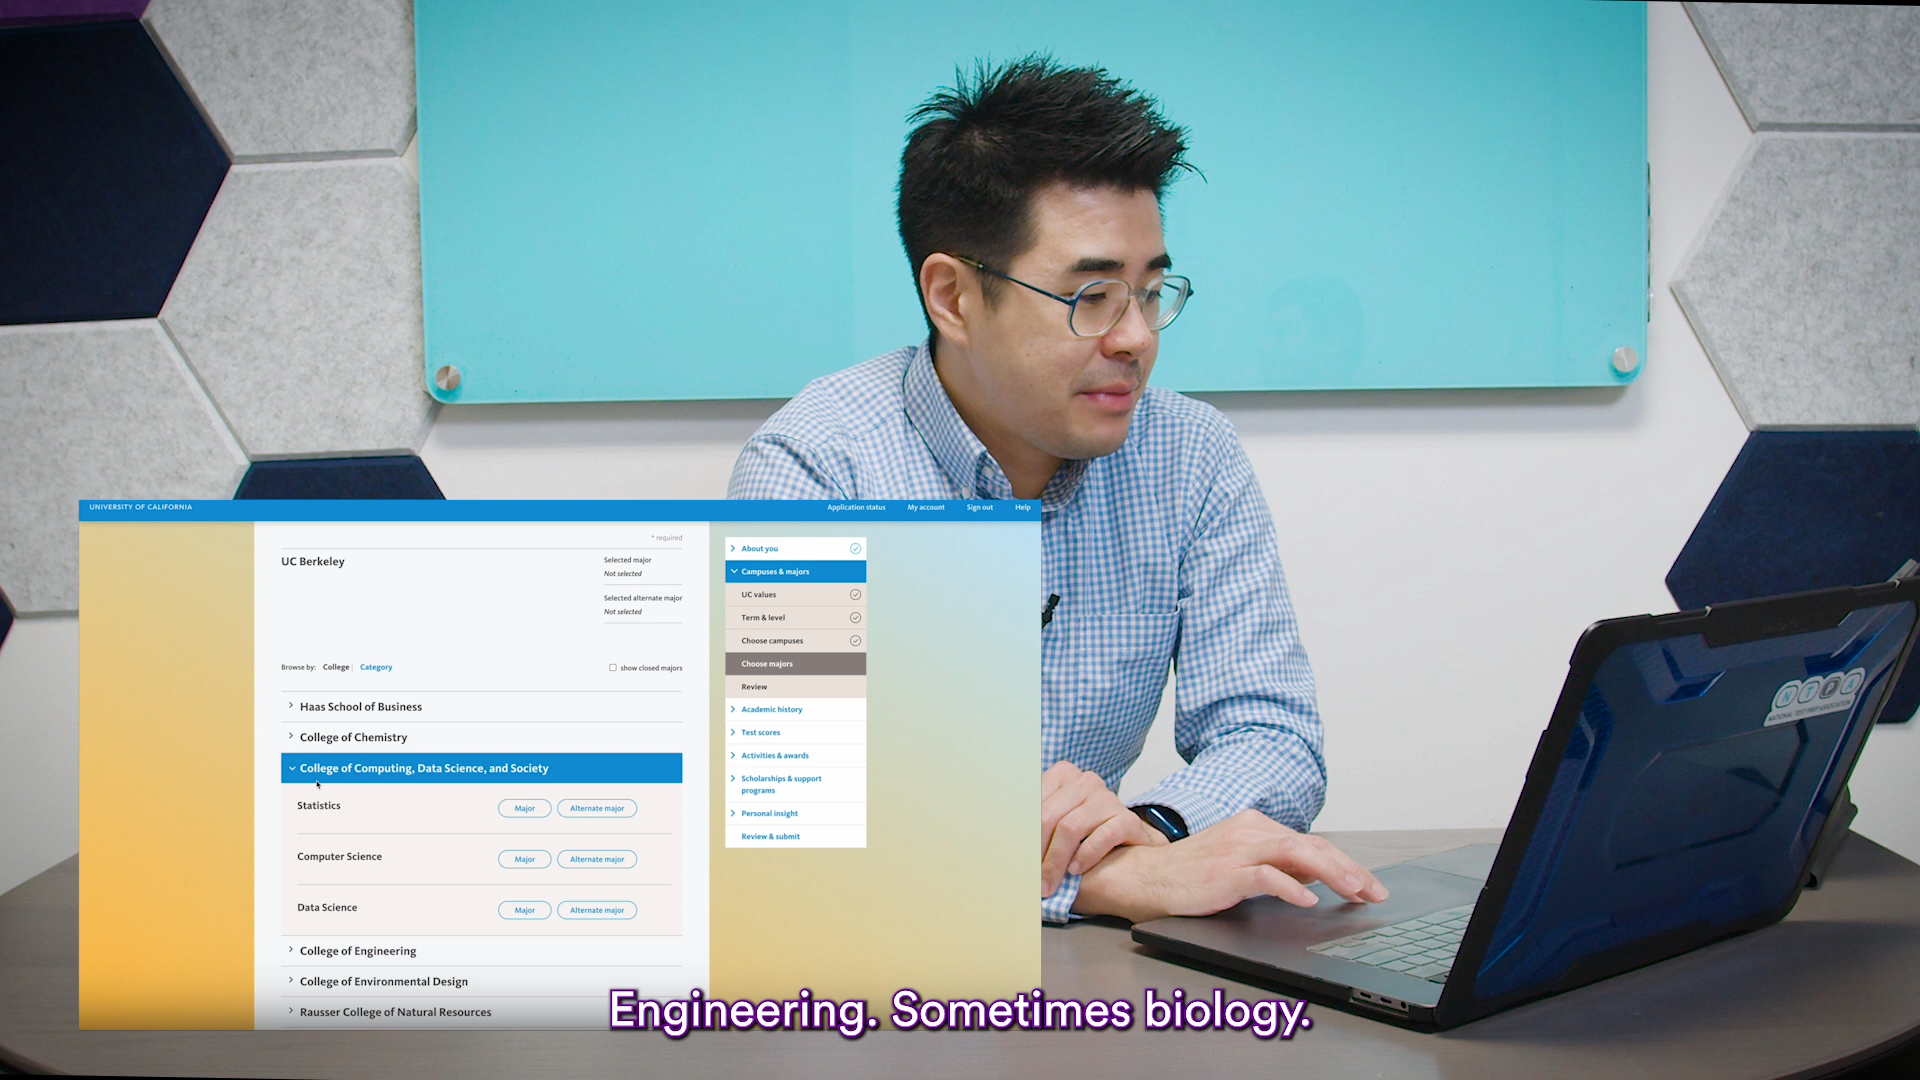 UNIVERSITY OF CALIFORNIA
Application status
My account
Sign out
Help
* required
UC Berkeley
Selected major
Not selected
Selected alternate major
Not selected
Browse by: College | Category
show closed majors
Haas School of Business
College of Chemistry
College of Computing, Data Science, and Society
Statistics
Major
Alternate major
Computer Science
Major
Alternate major
Data Science
Major
Alternate major
College of Engineering
College of Environmental Design
Rausser College of Natural Resources
About you
Campuses & majors
UC values
Term & level
Choose campuses
Choose majors
Review
Academic history
Test scores
Activities & awards
Scholarships & support
programs
Personal insight
Review & submit
NTPA
NATIONAL TEST PREP ASSOCIATION
Engineering. Sometimes biology.